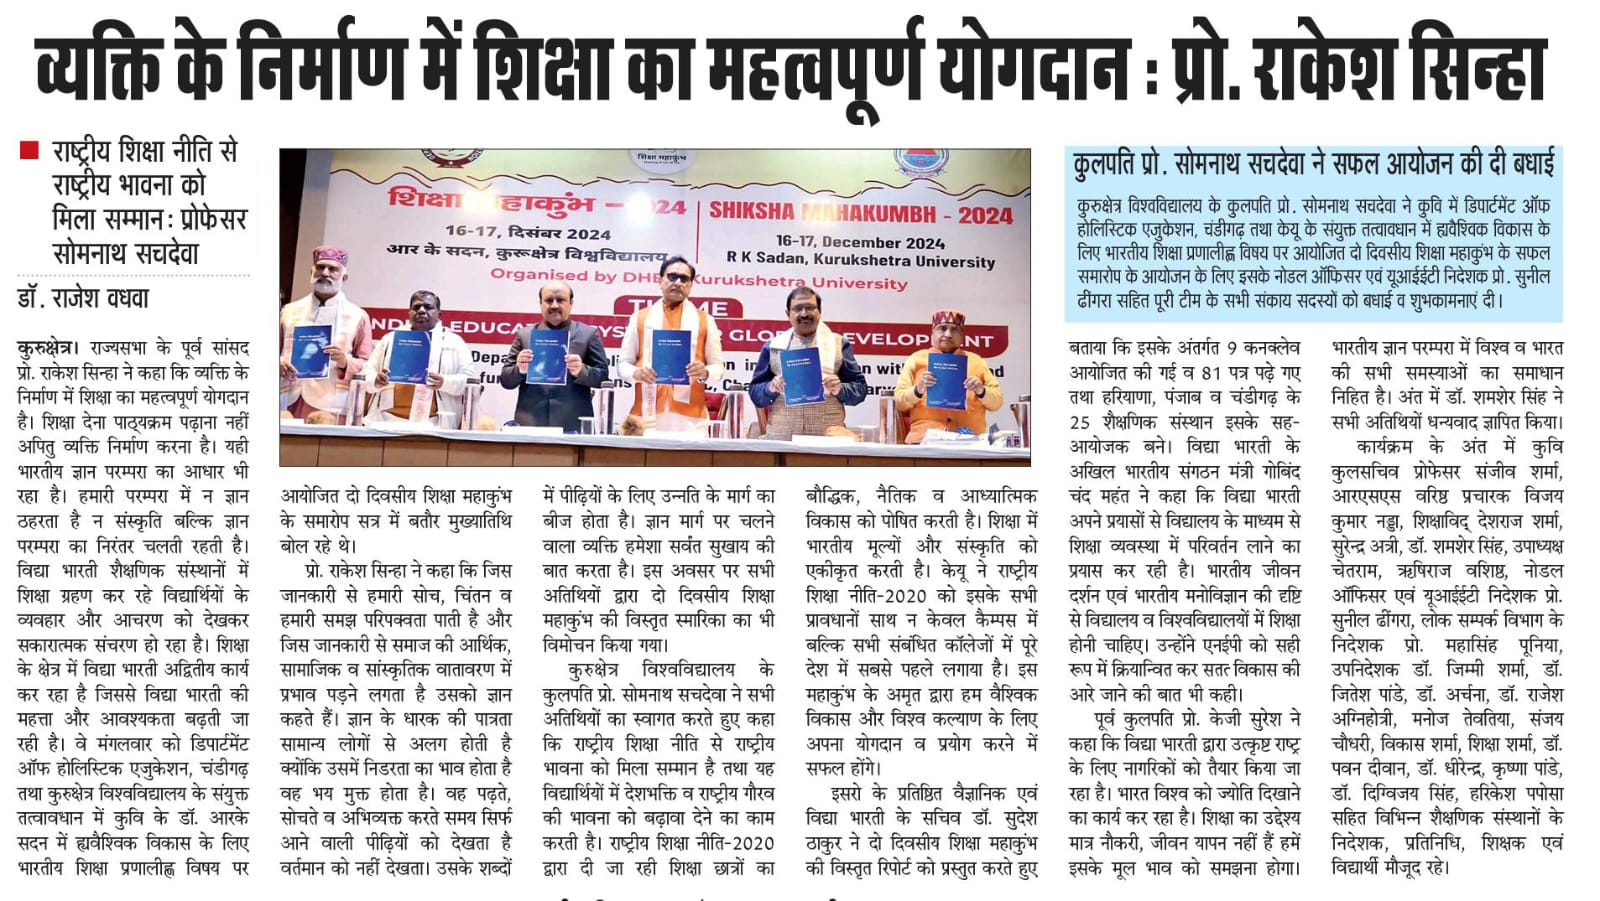 व्यक्ति के निर्माण में शिक्षा का महत्वपूर्ण योगदान : प्रो. राकेश सिन्हा
राष्ट्रीय शिक्षा नीति से
राष्ट्रीय भावना को
मिला सम्मान: प्रोफेसर
सोमनाथ सचदेवा
डॉ. राजेश वधवा
कुरुक्षेत्र। राज्यसभा के पूर्व सांसद
प्रो. राकेश सिन्हा ने कहा कि व्यक्ति के
निर्माण में शिक्षा का महत्वपूर्ण योगदान
है। शिक्षा देना पाठ्यक्रम पढ़ाना नहीं
अपितु व्यक्ति निर्माण करना है। यही
भारतीय ज्ञान परम्परा का आधार भी
रहा है। हमारी परम्परा में न ज्ञान
ठहरता है न संस्कृति बल्कि ज्ञान
परम्परा का निरंतर चलती रहती है।
विद्या भारती शैक्षणिक संस्थानों में
शिक्षा ग्रहण कर रहे विद्यार्थियों के
व्यवहार और आचरण को देखकर
सकारात्मक संचरण हो रहा है। शिक्षा
के क्षेत्र में विद्या भारती अद्वितीय कार्य
कर रहा है जिससे विद्या भारती की
महत्ता और आवश्यकता बढ़ती जा
रही है। वे मंगलवार को डिपार्टमेंट
ऑफ होलिस्टिक एजुकेशन, चंडीगढ़
तथा कुरुक्षेत्र विश्वविद्यालय के संयुक्त
तत्वावधान में कुवि के डॉ. आरके
सदन में ह्यवैश्विक विकास के लिए
भारतीय शिक्षा प्रणालीह्ण विषय पर
शिक्षा महाकुंभ
शिक्षा महाकुंभ - 2024
SHIKSHA MAHAKUMBH - 2024
16-17, दिसंबर 2024
आर के सदन, कुरूक्षेत्र विश्वविद्यालय
16-17, December 2024
R K Sadan, Kurukshetra University
Organised by DHE Kurukshetra University
आयोजित दो दिवसीय शिक्षा महाकुंभ
के समारोप सत्र में बतौर मुख्यातिथि
बोल रहे थे।
प्रो. राकेश सिन्हा ने कहा कि जिस
जानकारी से हमारी सोच, चिंतन व
हमारी समझ परिपक्वता पाती है और
जिस जानकारी से समाज की आर्थिक,
सामाजिक व सांस्कृतिक वातावरण में
प्रभाव पड़ने लगता है उसको ज्ञान
कहते हैं। ज्ञान के धारक की पात्रता
सामान्य लोगों से अलग होती है
क्योंकि उसमें निडरता का भाव होता है
वह भय मुक्त होता है। वह पढ़ते,
सोचते व अभिव्यक्त करते समय सिर्फ
आने वाली पीढ़ियों को देखता है
वर्तमान को नहीं देखता। उसके शब्दों
में पीढ़ियों के लिए उन्नति के मार्ग का
बीज होता है। ज्ञान मार्ग पर चलने
वाला व्यक्ति हमेशा सर्वंत सुखाय की
बात करता है। इस अवसर पर सभी
अतिथियों द्वारा दो दिवसीय शिक्षा
महाकुंभ की विस्तृत स्मारिका का भी
विमोचन किया गया।
कुरुक्षेत्र विश्वविद्यालय के
कुलपति प्रो. सोमनाथ सचदेवा ने सभी
अतिथियों का स्वागत करते हुए कहा
कि राष्ट्रीय शिक्षा नीति से राष्ट्रीय
भावना को मिला सम्मान है तथा यह
विद्यार्थियों में देशभक्ति व राष्ट्रीय गौरव
की भावना को बढ़ावा देने का काम
करती है। राष्ट्रीय शिक्षा नीति-2020
द्वारा दी जा रही शिक्षा छात्रों का
बौद्धिक, नैतिक व आध्यात्मिक
विकास को पोषित करती है। शिक्षा में
भारतीय मूल्यों और संस्कृति को
एकीकृत करती है। केयू ने राष्ट्रीय
शिक्षा नीति-2020 को इसके सभी
प्रावधानों साथ न केवल कैम्पस में
बल्कि सभी संबंधित कॉलेजों में पूरे
देश में सबसे पहले लगाया है। इस
महाकुंभ के अमृत द्वारा हम वैश्विक
विकास और विश्व कल्याण के लिए
अपना योगदान व प्रयोग करने में
सफल होंगे।
इसरो के प्रतिष्ठित वैज्ञानिक एवं
विद्या भारती के सचिव डॉ. सुदेश
ठाकुर ने दो दिवसीय शिक्षा महाकुंभ
की विस्तृत रिपोर्ट को प्रस्तुत करते हुए
कुलपति प्रो. सोमनाथ सचदेवा ने सफल आयोजन की दी बधाई
कुरुक्षेत्र विश्वविद्यालय के कुलपति प्रो. सोमनाथ सचदेवा ने कुवि में डिपार्टमेंट ऑफ
होलिस्टिक एजुकेशन, चंडीगढ़ तथा केयू के संयुक्त तत्वावधान में ह्यवैश्विक विकास के
लिए भारतीय शिक्षा प्रणालीह्ण विषय पर आयोजित दो दिवसीय शिक्षा महाकुंभ के सफल
समारोप के आयोजन के लिए इसके नोडल ऑफिसर एवं यूआईईटी निदेशक प्रो. सुनील
ढींगरा सहित पूरी टीम के सभी संकाय सदस्यों को बधाई व शुभकामनाएं दी।
बताया कि इसके अंतर्गत 9 कनक्लेव
आयोजित की गई व 81 पत्र पढ़े गए
तथा हरियाणा, पंजाब व चंडीगढ़ के
25 शैक्षणिक संस्थान इसके सह-
आयोजक बने। विद्या भारती के
अखिल भारतीय संगठन मंत्री गोबिंद
चंद महंत ने कहा कि विद्या भारती
अपने प्रयासों से विद्यालय के माध्यम से
शिक्षा व्यवस्था में परिवर्तन लाने का
प्रयास कर रही है। भारतीय जीवन
दर्शन एवं भारतीय मनोविज्ञान की दृष्टि
से विद्यालय व विश्वविद्यालयों में शिक्षा
होनी चाहिए। उन्होंने एनईपी को सही
रूप में क्रियान्वित कर सतत विकास की
आरे जाने की बात भी कही।
पूर्व कुलपति प्रो. केजी सुरेश ने
कहा कि विद्या भारती द्वारा उत्कृष्ट राष्ट्र
के लिए नागरिकों को तैयार किया जा
रहा है। भारत विश्व को ज्योति दिखाने
का कार्य कर रहा है। शिक्षा का उद्देश्य
मात्र नौकरी, जीवन यापन नहीं हैं हमें
इसके मूल भाव को समझना होगा।
भारतीय ज्ञान परम्परा में विश्व व भारत
की सभी समस्याओं का समाधान
निहित है। अंत में डॉ. शमशेर सिंह ने
सभी अतिथियों धन्यवाद ज्ञापित किया।
कार्यक्रम के अंत में कुवि
कुलसचिव प्रोफेसर संजीव शर्मा,
आरएसएस वरिष्ठ प्रचारक विजय
कुमार नड्डा, शिक्षाविद् देशराज शर्मा,
सुरेन्द्र अत्री, डॉ. शमशेर सिंह, उपाध्यक्ष
चेतराम, ऋषिराज वशिष्ठ, नोडल
ऑफिसर एवं यूआईईटी निदेशक प्रो.
सुनील ढींगरा, लोक सम्पर्क विभाग के
निदेशक प्रो. महासिंह पूनिया,
उपनिदेशक डॉ. जिम्मी शर्मा, डॉ.
जितेश पांडे, डॉ. अर्चना, डॉ. राजेश
अग्निहोत्री, मनोज तेवतिया, संजय
चौधरी, विकास शर्मा, शिक्षा शर्मा, डॉ.
पवन दीवान, डॉ. धीरेन्द्र, कृष्णा पांडे,
डॉ. दिग्विजय सिंह, हरिकेश पपोसा
सहित विभिन्न शैक्षणिक संस्थानों के
निदेशक, प्रतिनिधि, शिक्षक एवं
विद्यार्थी मौजूद रहे।